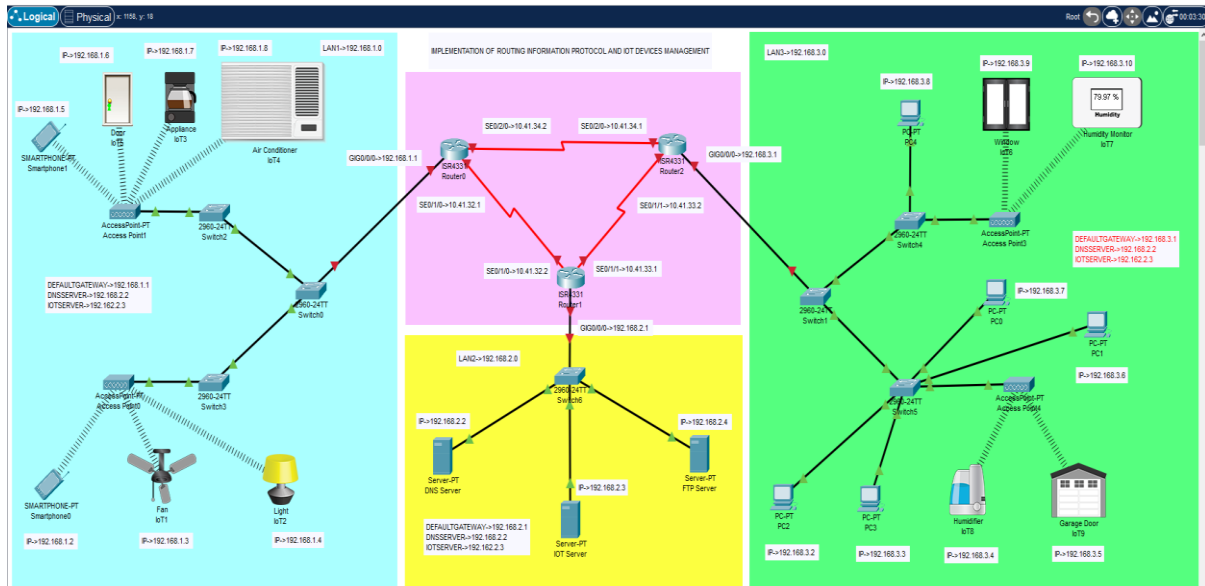 Logical
Physical
x: 1158, y: 18
Root
00:03:30
IMPLEMENTATION OF ROUTING INFORMATION PROTOCOL AND IOT DEVICES MANAGEMENT
IP->192.168.1.6
IP->192.168.1.7
IP->192.168.1.8
LAN1->192.168.1.0
IP->192.168.1.5
SMARTPHONE-PT
Smartphone1
Door
Appliance
IoT3
Air Conditioner
IoT4
GIG0/0/0->192.168.1.1
AccessPoint-PT
Access Point1
2960-24TT
Switch2
DEFAULTGATEWAY->192.168.1.1
DNSSERVER->192.168.2.2
IOTSERVER->192.162.2.3
2960-24TT
Switch0
AccessPoint-PT
Access Point0
2960-24TT
Switch3
SMARTPHONE-PT
Smartphone0
Fan
IoT1
Light
IoT2
IP->192.168.1.2
IP->192.168.1.3
IP->192.168.1.4
SE0/2/0->10.41.34.2
SE0/2/0->10.41.34.1
ISR4331
Router0
ISR4331
Router2
SE0/1/0->10.41.32.1
SE0/1/1->10.41.33.2
SE0/1/0->10.41.32.2
SE0/1/1->10.41.33.1
ISR4331
Router1
GIG0/0/0->192.168.2.1
LAN2->192.168.2.0
2960-24TT
Switch6
IP->192.168.2.2
IP->192.168.2.4
Server-PT
DNS Server
Server-PT
FTP Server
IP->192.168.2.3
Server-PT
IOT Server
DEFAULTGATEWAY->192.168.2.1
DNSSERVER->192.168.2.2
IOTSERVER->192.162.2.3
LAN3->192.168.3.0
IP->192.168.3.8
IP->192.168.3.9
IP->192.168.3.10
79.97 %
Humidity
PC-PT
PC4
Window
IoT6
Humidity Monitor
IoT7
GIG0/0/0->192.168.3.1
2960-24TT
Switch4
AccessPoint-PT
Access Point3
DEFAULTGATEWAY->192.168.3.1
DNSSERVER->192.168.2.2
IOTSERVER->192.162.2.3
2960-24TT
Switch1
IP->192.168.3.7
PC-PT
PC0
PC-PT
PC1
IP->192.168.3.6
2960-24TT
Switch5
AccessPoint-PT
Access Point4
PC-PT
PC2
PC-PT
PC3
Humidifier
IoT8
Garage Door
IoT9
IP->192.168.3.2
IP->192.168.3.3
IP->192.168.3.4
IP->192.168.3.5